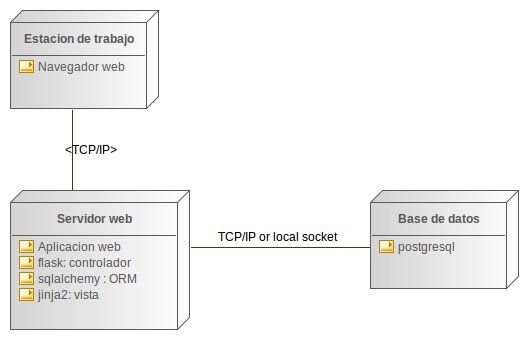 Estacion de trabajo
Navegador web
<TCP/IP>
Servidor web
Aplicacion web
flask: controlador
sqlalchemy : ORM
jinja2: vista
TCP/IP or local socket
Base de datos
postgresql